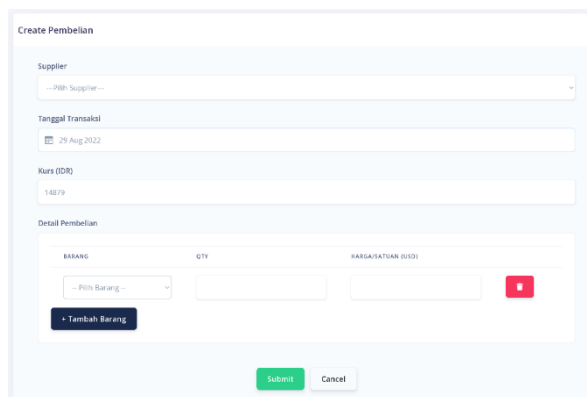 Create Pembelian
Supplier
---Pilih Supplier---
Tanggal Transaksi
29 Aug 2022
Kurs (IDR)
14879
Detail Pembelian
BARANG QTY HARGA/SATUAN (USD)
-- Pilih Barang --
+ Tambah Barang
Submit Cancel